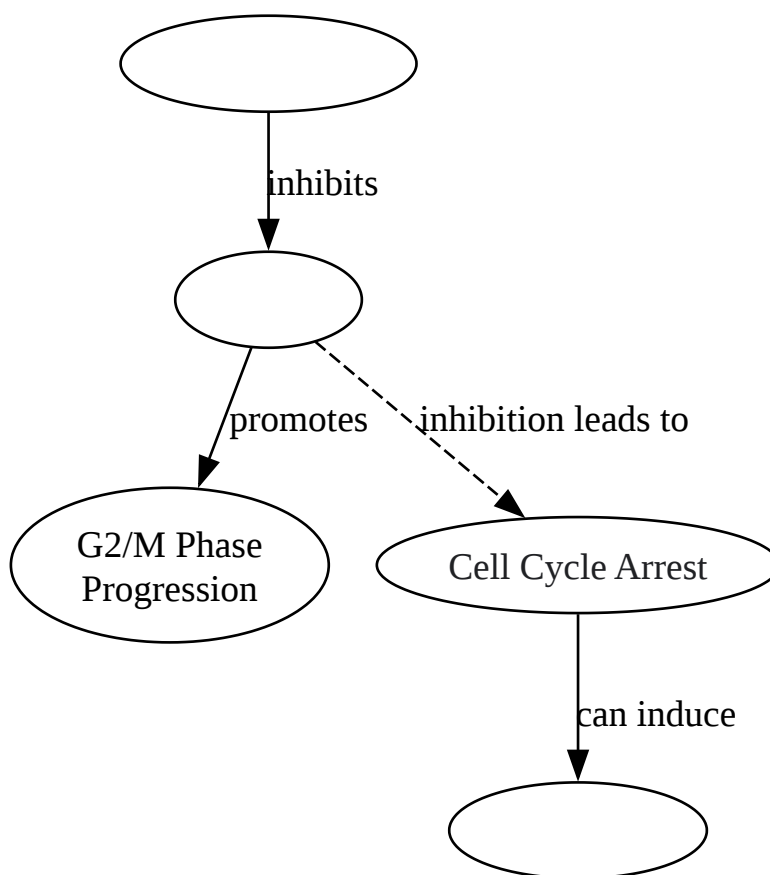 inhibits
promotes
inhibition leads to
G2/M Phase
Progression
Cell Cycle Arrest
can induce